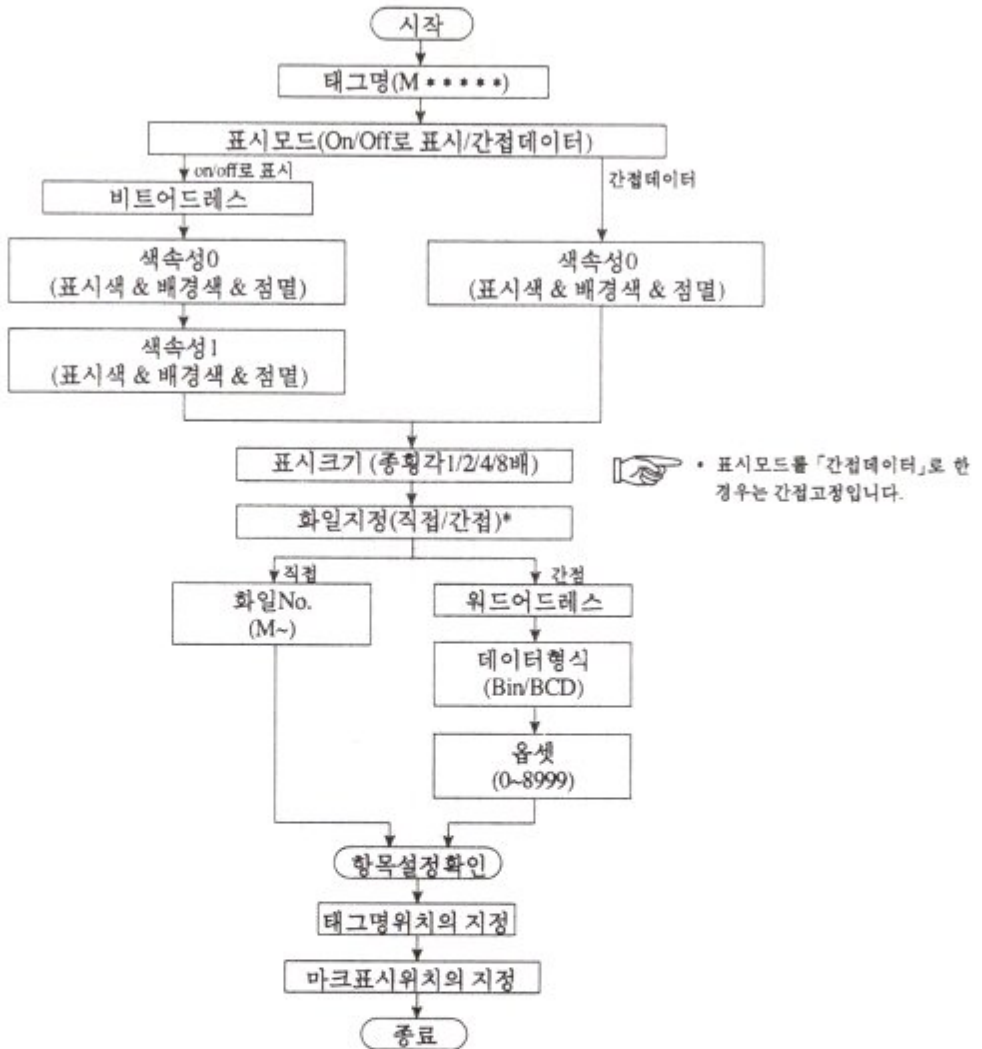 시작
태그명(M * * * * *)
표시모드(On/Off로 표시/간접데이터)
on/off로 표시
간접데이터
비트어드레스
색속성0
(표시색 & 배경색 & 점멸)
색속성0
(표시색 & 배경색 & 점멸)
색속성1
(표시색 & 배경색 & 점멸)
표시크기 (종횡각1/2/4/8배)
* 표시모드를 「간접데이터」로 한
경우는 간접고정입니다.
화일지정(직접/간접)*
직접
간접
화일No.
(M~)
워드어드레스
데이터형식
(Bin/BCD)
옵셋
(0~8999)
항목설정확인
태그명위치의 지정
마크표시위치의 지정
종료